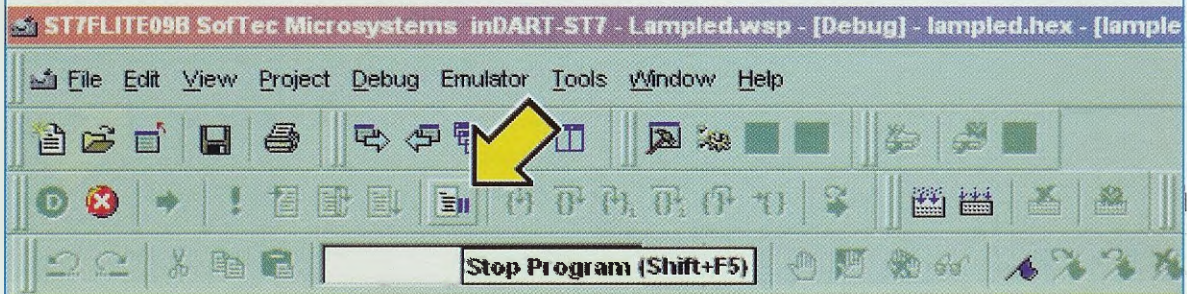 ST7FLITE09B SofTec Microsystems inDART-ST7 - Lampled.wsp - [Debug] - lampled.hex - [lample
File Edit View Project Debug Emulator Tools Window Help
D
Stop Program (Shift+F5)